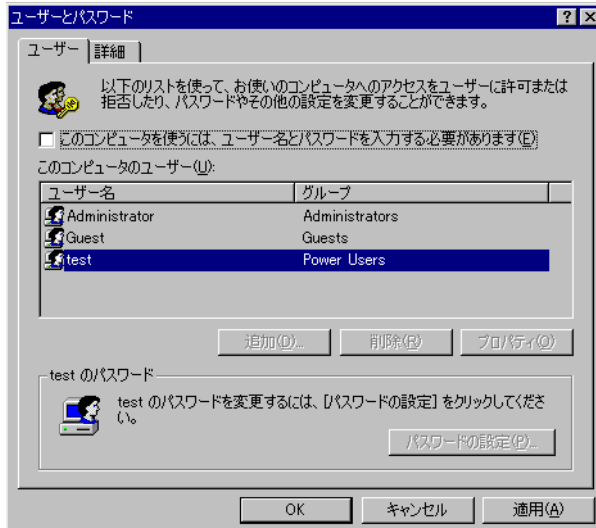 ユーザーとパスワード
ユーザー 詳細
以下のリストを使って、お使いのコンピュータへのアクセスをユーザーに許可または
拒否したり、パスワードやその他の設定を変更することができます。
このコンピュータを使うには、ユーザー名とパスワードを入力する必要があります(E)
このコンピュータのユーザー(U):
ユーザー名 グループ
Administrator Administrators
Guest Guests
test Power Users
追加(D)... 削除(R) プロパティ(O)
test のパスワード
test のパスワードを変更するには、[パスワードの設定] をクリックしてくださ
い。
パスワードの設定(P)...
OK キャンセル 適用(A)